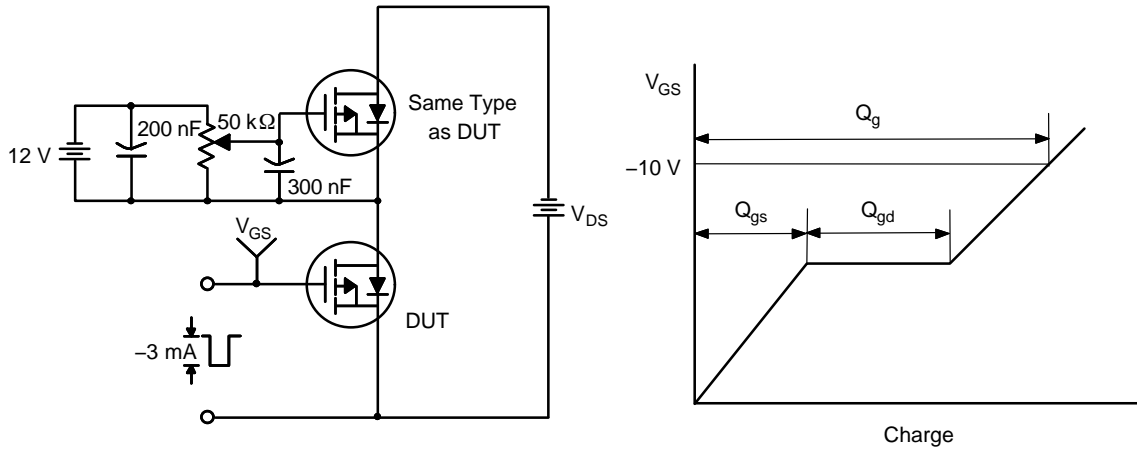 Same Type
as DUT
50 kΩ
200 nF
12 V
300 nF
V_GS
V_DS
DUT
−3 mA
V_GS
Q_g
−10 V
Q_gs
Q_gd
Charge